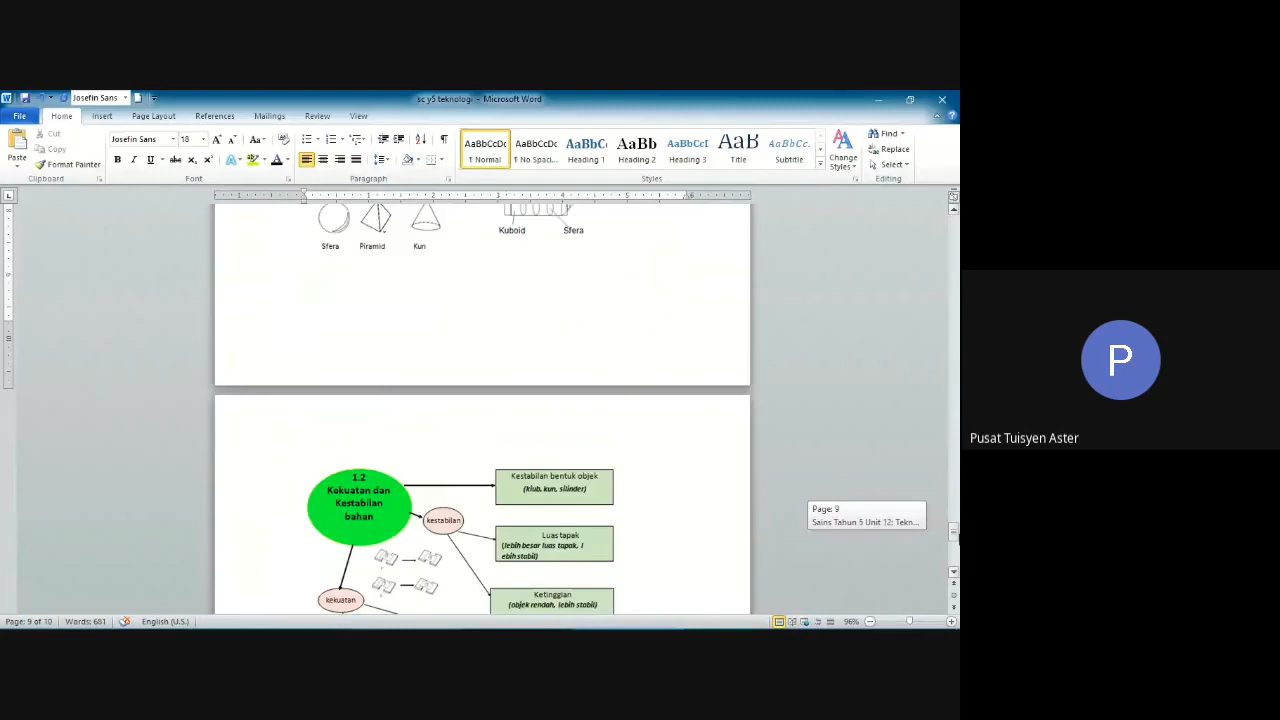 Josefin Sans
sc y5 teknologi - Microsoft Word
File Home Insert Page Layout References Mailings Review View
Cut
Copy
Format Painter
Paste
Clipboard
Josefin Sans 18
Font
Paragraph
AaBbCcDc AaBbCcDc AaBbC AaBb AaBbCcI AaB AaBbCc.
¶ Normal ¶ No Spaci... Heading 1 Heading 2 Heading 3 Title Subtitle
Styles
Change Styles
Find
Replace
Select
Editing
Sfera Piramid Kun
Kuboid Sfera
1.2
Kekuatan dan
Kestabilan
bahan
Kestabilan bentuk objek
(kiub, kun, silinder)
kestabilan
Luas tapak
(lebih besar luas tapak, l
ebih stabil)
kekuatan
Ketinggian
(objek rendah, lebih stabil)
Page: 9
Sains Tahun 5 Unit 12: Tekn...
Page: 9 of 10 Words: 681 English (U.S.) 96%
P
Pusat Tuisyen Aster